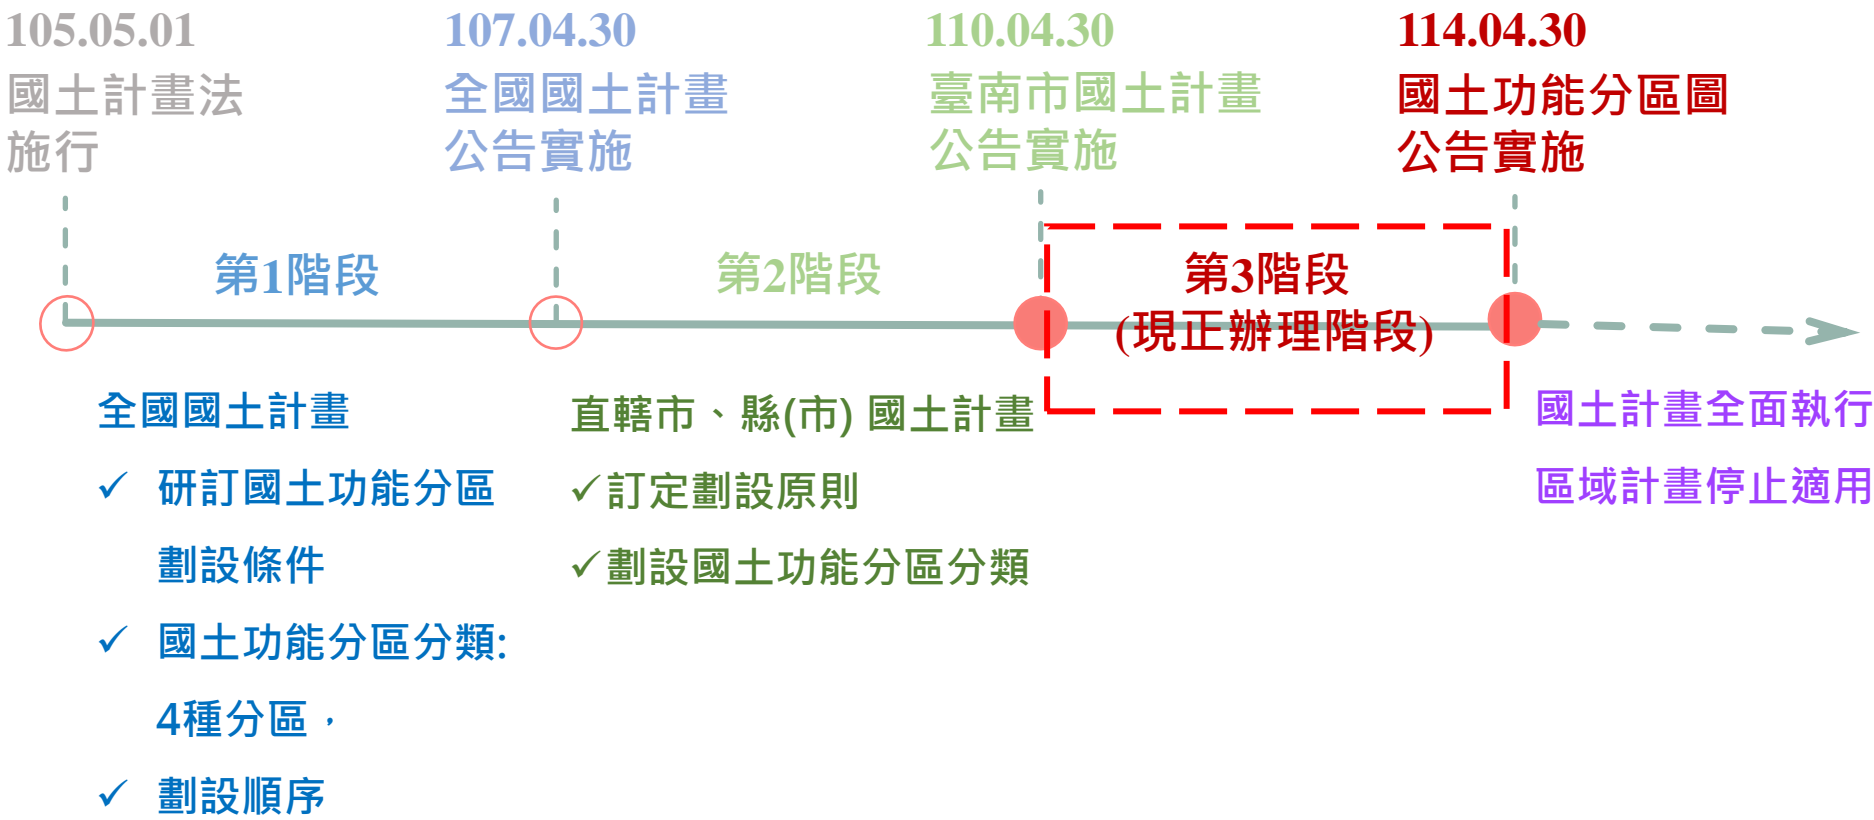 105.05.01
國土計畫法
施行
107.04.30
全國國土計畫
公告實施
110.04.30
臺南市國土計畫
公告實施
114.04.30
國土功能分區圖
公告實施
第1階段
第2階段
第3階段
(現正辦理階段)
全國國土計畫
✓ 研訂國土功能分區
劃設條件
✓ 國土功能分區分類:
4種分區，
✓ 劃設順序
直轄市、縣(市) 國土計畫
✓訂定劃設原則
✓劃設國土功能分區分類
國土計畫全面執行
區域計畫停止適用